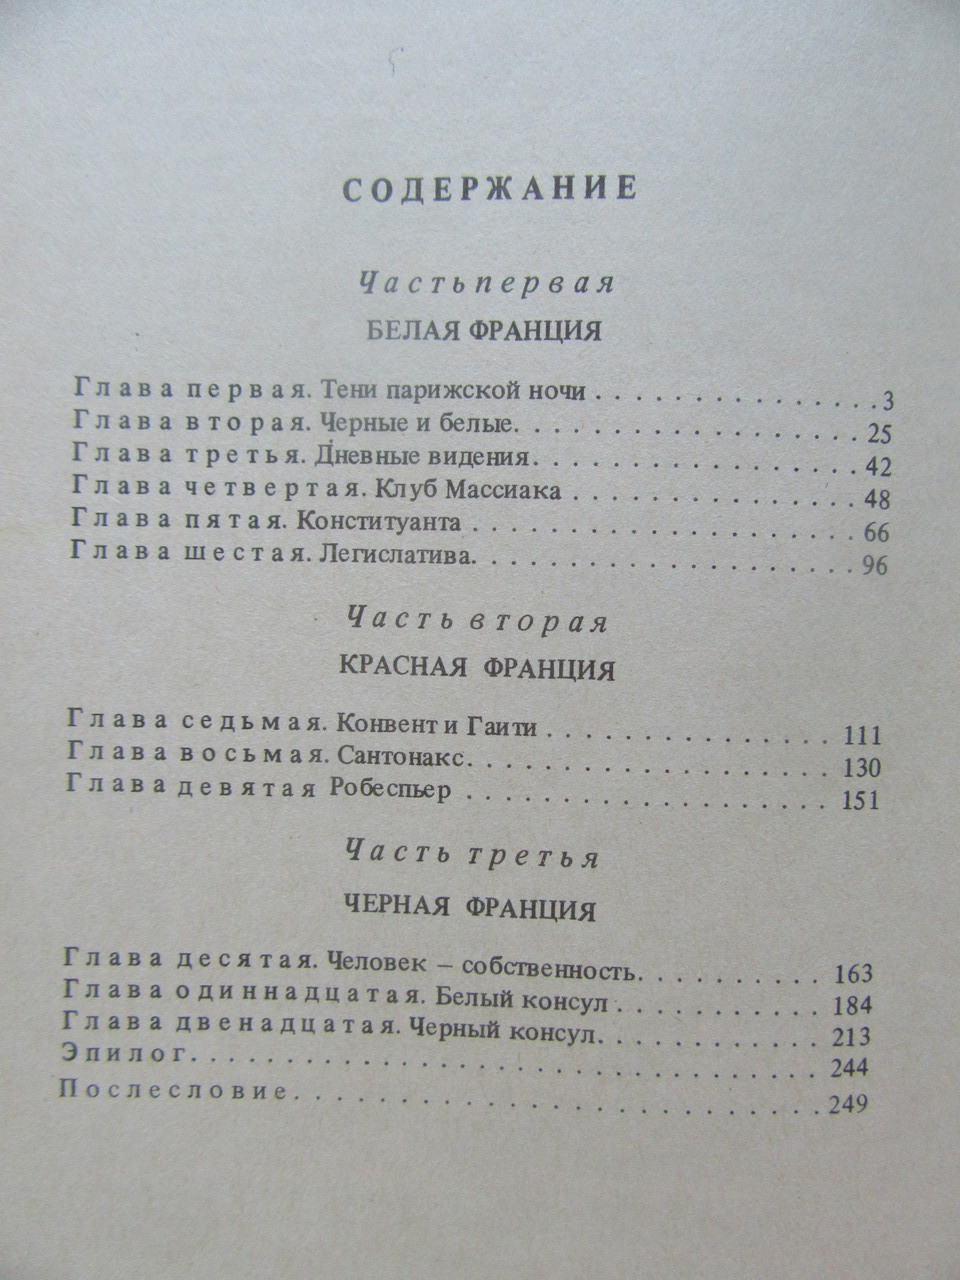 СОДЕРЖАНИЕ
Часть первая
БЕЛАЯ ФРАНЦИЯ
Глава первая. Тени парижской ночи . . . . . . . . . . . . . . . 3
Глава вторая. Черные и белые. . . . . . . . . . . . . . . . . . 25
Глава третья. Дневные видения. . . . . . . . . . . . . . . . . 42
Глава четвертая. Клуб Массиака . . . . . . . . . . . . . . . 48
Глава пятая. Конституанта . . . . . . . . . . . . . . . . . . . . 66
Глава шестая. Легислатива. . . . . . . . . . . . . . . . . . . . 96
Часть вторая
КРАСНАЯ ФРАНЦИЯ
Глава седьмая. Конвент и Гаити . . . . . . . . . . . . . . . 111
Глава восьмая. Сантонакс. . . . . . . . . . . . . . . . . . . 130
Глава девятая Робеспьер . . . . . . . . . . . . . . . . . . . 151
Часть третья
ЧЕРНАЯ ФРАНЦИЯ
Глава десятая. Человек – собственность. . . . . . . . . . 163
Глава одиннадцатая. Белый консул . . . . . . . . . . . 184
Глава двенадцатая. Черный консул. . . . . . . . . . . . 213
Эпилог. . . . . . . . . . . . . . . . . . . . . . . . . . . . . . . . 244
Послесловие. . . . . . . . . . . . . . . . . . . . . . . . . . . 249